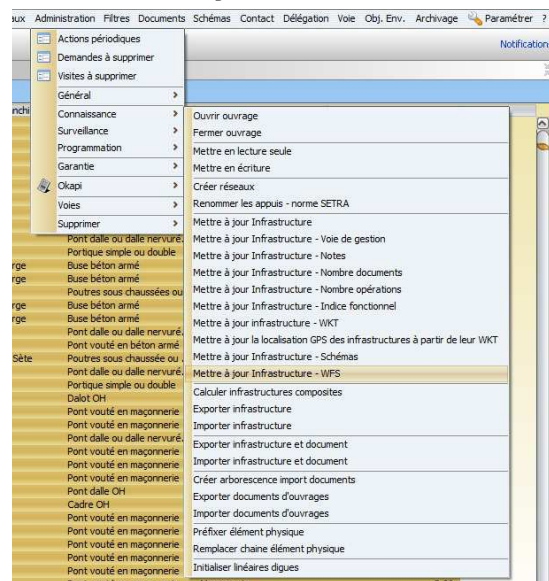 aux Administration Filtres Documents Schémas Contact Délégation Voie Obj. Env. Archivage Paramétrer ?
Notification
Actions périodiques
Demandes à supprimer
Visites à supprimer
Général
Connaissance
Surveillance
Programmation
Garantie
Okapi
Voies
Supprimer
Ouvrir ouvrage
Fermer ouvrage
Mettre en lecture seule
Mettre en écriture
Créer réseaux
Renommer les appuis - norme SETRA
Mettre à jour Infrastructure
Mettre à jour Infrastructure - Voie de gestion
Mettre à jour Infrastructure - Notes
Mettre à jour Infrastructure - Nombre documents
Mettre à jour Infrastructure - Nombre opérations
Mettre à jour Infrastructure - Indice fonctionnel
Mettre à jour infrastructure - WKT
Mettre à jour la localisation GPS des infrastructures à partir de leur WKT
Mettre à jour Infrastructure - Schémas
Mettre à jour Infrastructure - WFS
Calculer infrastructures composites
Exporter infrastructure
Importer infrastructure
Exporter infrastructure et document
Importer infrastructure et document
Créer arborescence import documents
Exporter documents d'ouvrages
Importer documents d'ouvrages
Préfixer élément physique
Remplacer chaine élément physique
Initialiser linéaires digues
nchi
Pont dalle ou dalle nervuré.
Portique simple ou double
rge Buse béton armé
Buse béton armé
Poutres sous chaussées ou
rge Buse béton armé
rge Buse béton armé
Pont dalle ou dalle nervuré.
Pont vouté en béton armé
Sète Poutres sous chaussée ou .
Pont dalle ou dalle nervuré.
Portique simple ou double
Dalot OH
Pont vouté en maçonnerie
Pont vouté en maçonnerie
Pont dalle ou dalle nervuré.
Pont vouté en maçonnerie
Pont vouté en maçonnerie
Pont vouté en maçonnerie
Pont dalle OH
Cadre OH
Pont vouté en maçonnerie
Pont vouté en maçonnerie
Pont vouté en maçonnerie
Pont vouté en maçonnerie
Pont vouté en maçonnerie